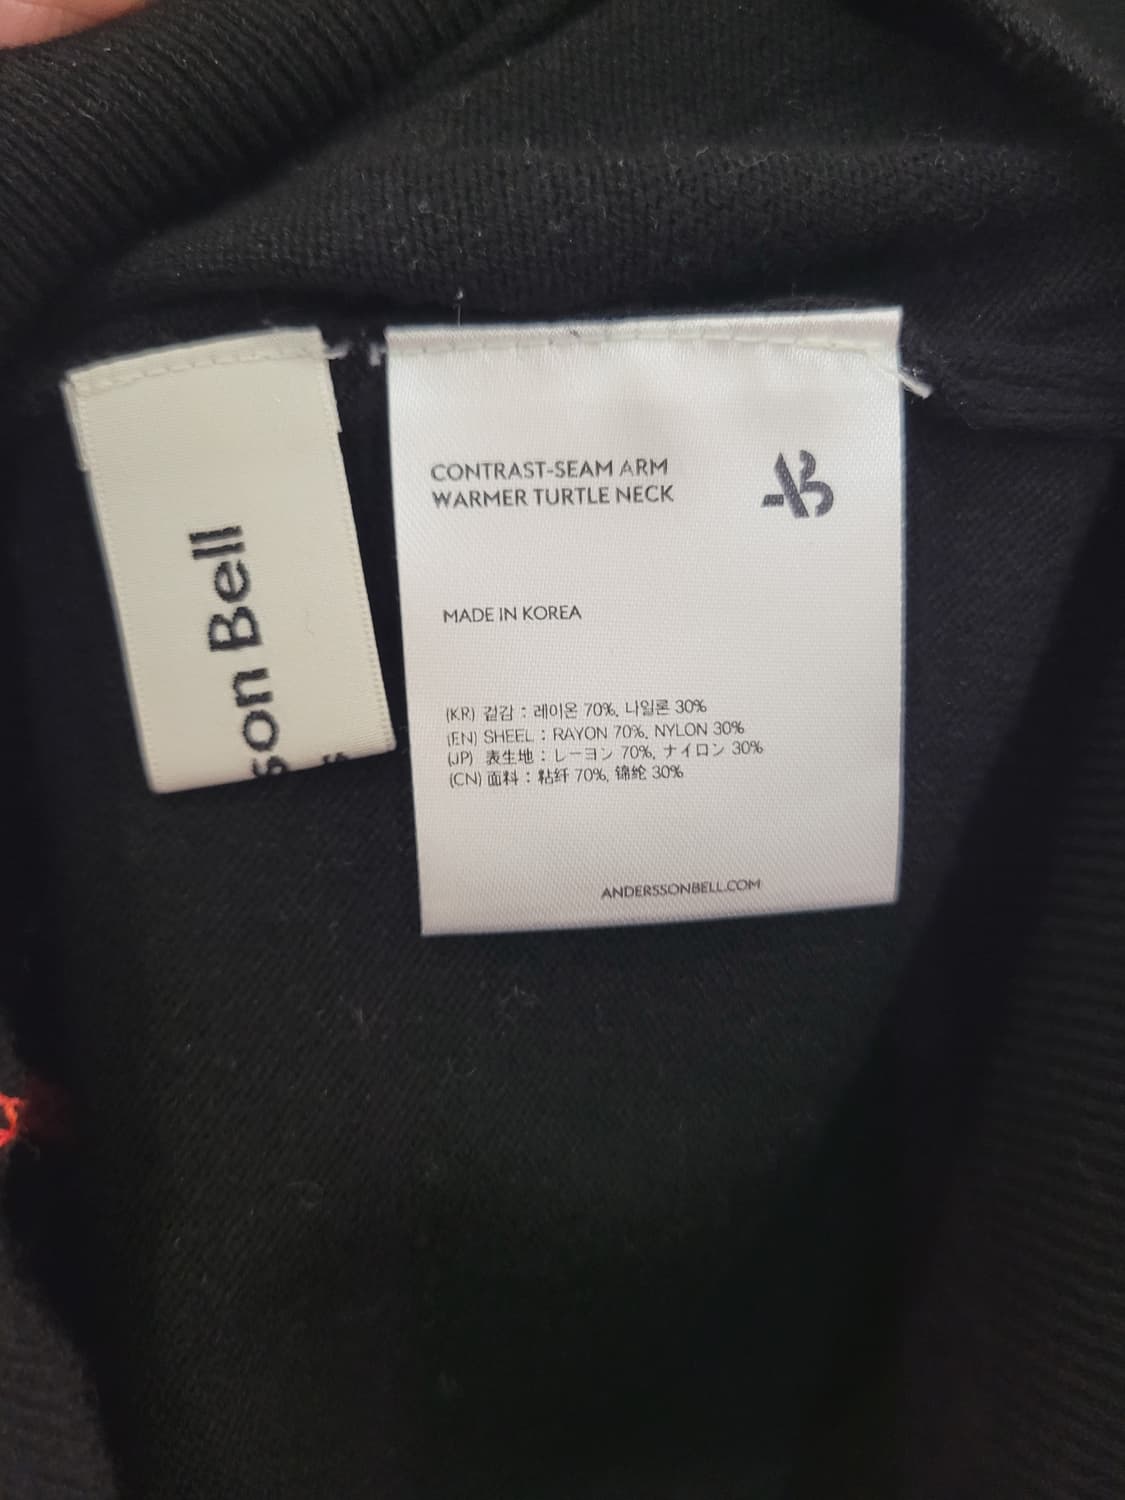 son Bell
S
CONTRAST-SEAM ARM
WARMER TURTLE NECK
AB
MADE IN KOREA
(KR) 겉감 : 레이온 70%, 나일론 30%
(EN) SHEEL : RAYON 70%, NYLON 30%
(JP) 表生地 : レーヨン 70%, ナイロン 30%
(CN) 面料 : 粘纤 70%, 锦纶 30%
ANDERSSONBELL.COM